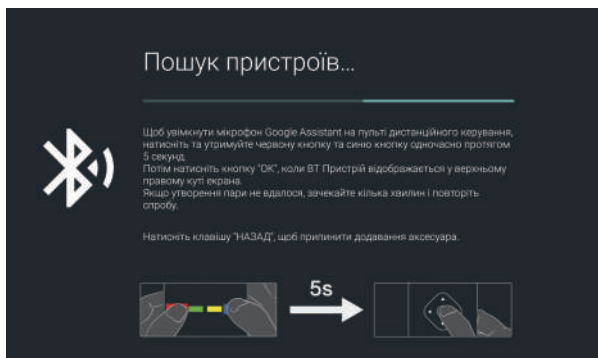 Пошук пристроїв...
Щоб увімкнути мікрофон Google Assistant на пульті дистанційного керування,
натисніть та утримуйте червону кнопку та синю кнопку одночасно протягом
5 секунд.
Потім натисніть кнопку "ОК", коли BT Пристрій відображається у верхньому
правому куті екрана.
Якщо утворення пари не вдалося, зачекайте кілька хвилин і повторіть
спробу.
Натисніть клавішу "НАЗАД", щоб припинити додавання аксесуара.
5s